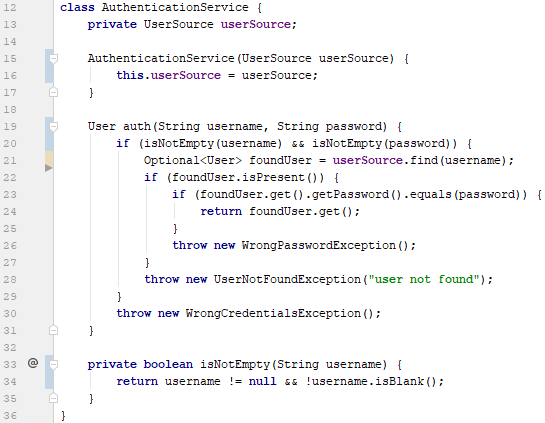 12 class AuthenticationService {
13     private UserSource userSource;
14
15     AuthenticationService(UserSource userSource) {
16         this.userSource = userSource;
17     }
18
19     User auth(String username, String password) {
20         if (isNotEmpty(username) && isNotEmpty(password)) {
21             Optional<User> foundUser = userSource.find(username);
22             if (foundUser.isPresent()) {
23                 if (foundUser.get().getPassword().equals(password)) {
24                     return foundUser.get();
25                 }
26                 throw new WrongPasswordException();
27             }
28             throw new UserNotFoundException("user not found");
29         }
30         throw new WrongCredentialsException();
31     }
32
33 @   private boolean isNotEmpty(String username) {
34         return username != null && !username.isBlank();
35     }
36 }